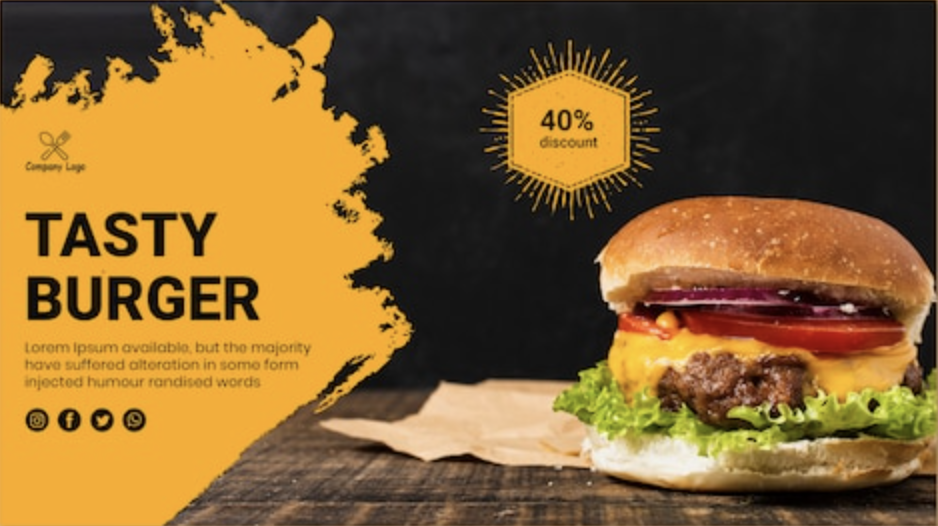 Company Logo
TASTY
BURGER
Lorem Ipsum available, but the majority
have suffered alteration in some form
injected humour randised words
40%
discount